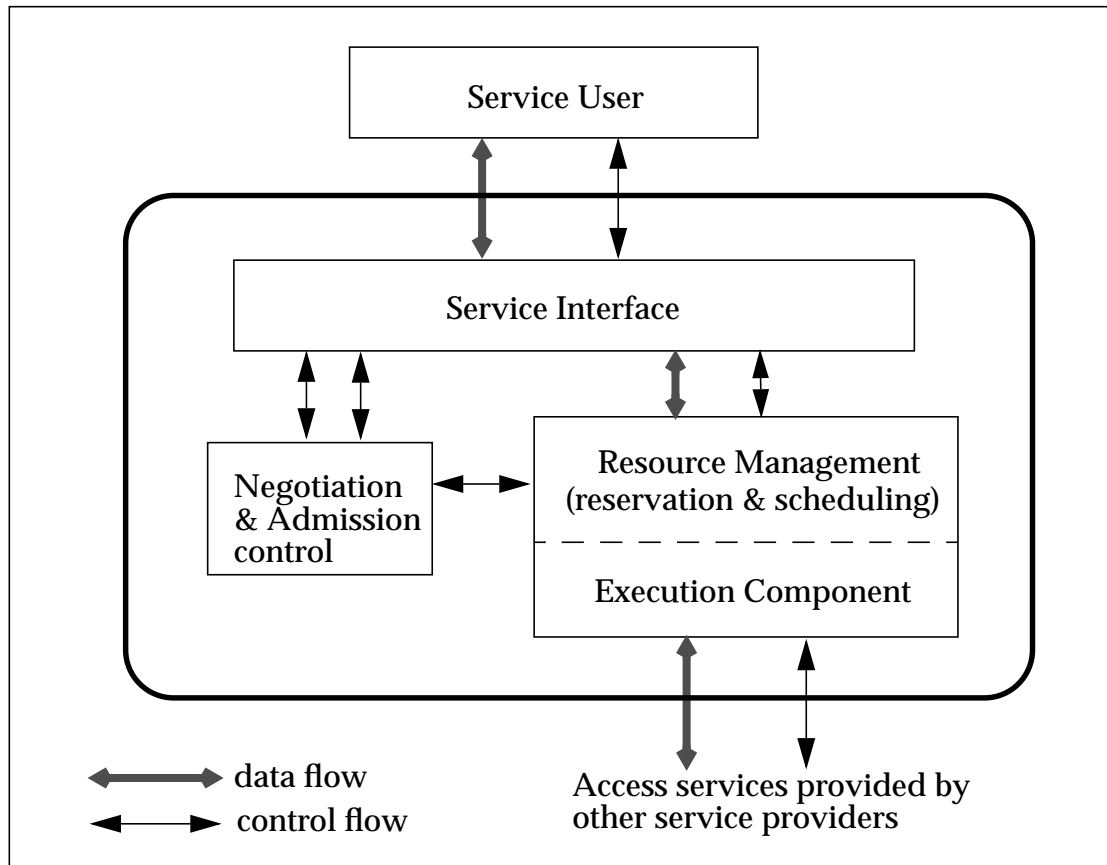 Service User
Service Interface
Negotiation
& Admission
control
Resource Management
(reservation & scheduling)
Execution Component
data flow
control flow
Access services provided by
other service providers